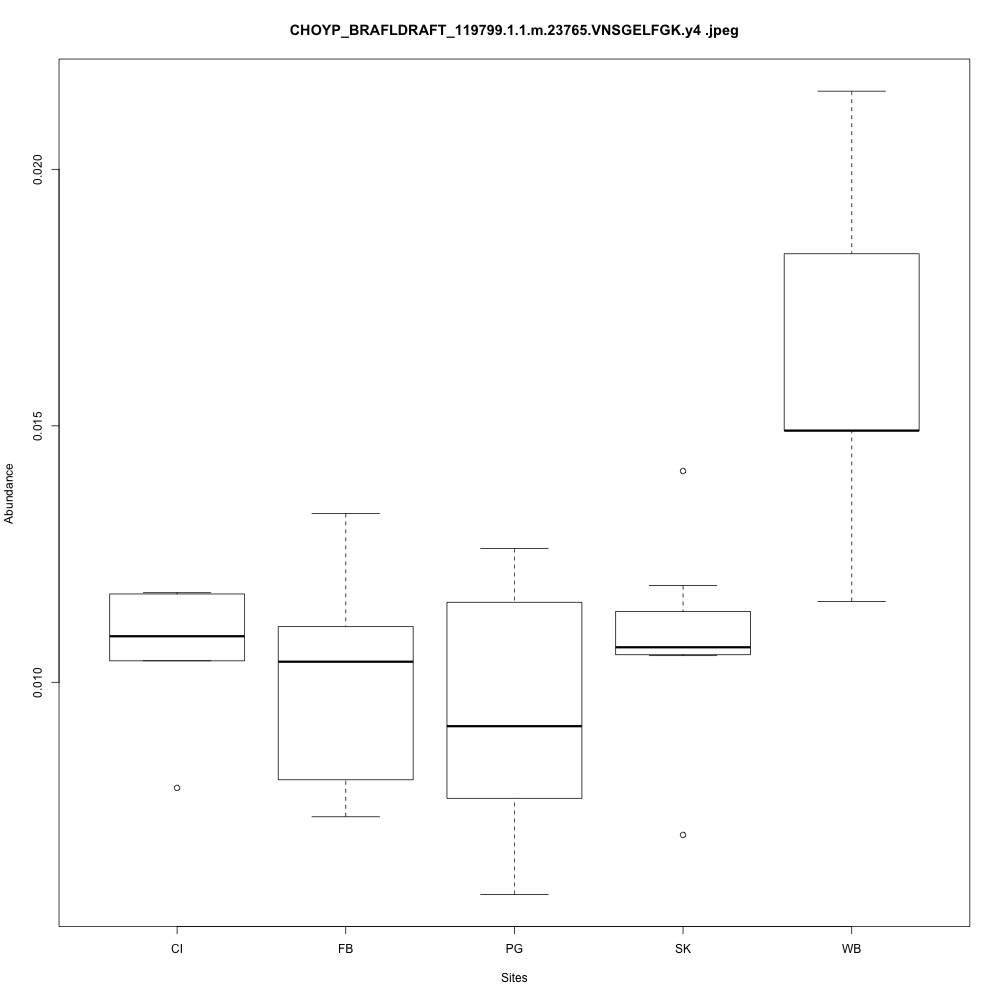 CHOYP_BRAFLDRAFT_119799.1.1.m.23765.VNSGELFGK.y4 .jpeg
0.020
0.015
0.010
Abundance
CI FB PG SK WB
Sites